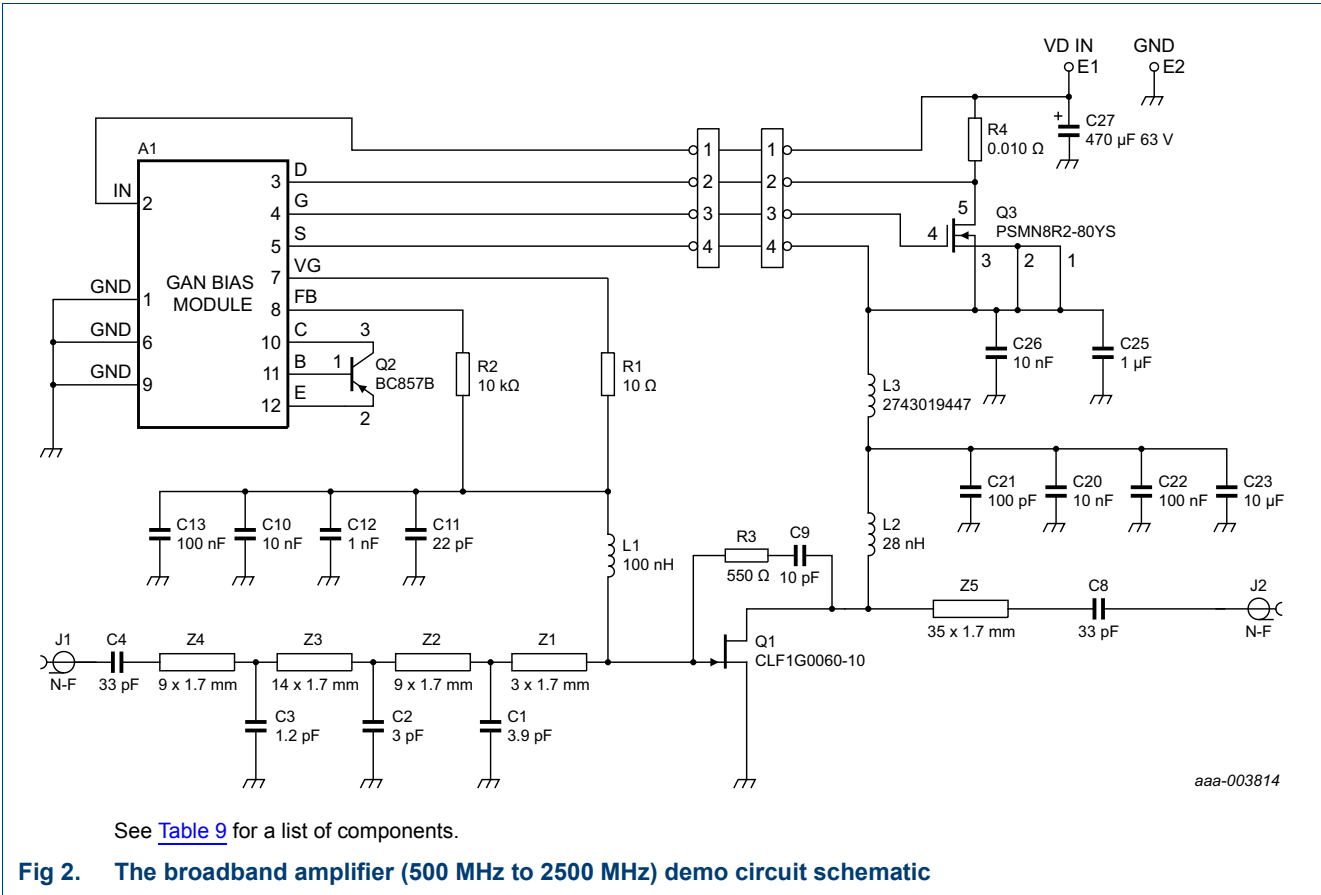 VD IN GND
E1 E2
+ C27
470 µF 63 V
R4
0.010 Ω
A1
IN 2
GAN BIAS
MODULE
3 D
4 G
5 S
7 VG
8 FB
10 C
11 B
12 E
GND 1
GND 6
GND 9
1 1
2 2
3 3
4 4
5
4
3 2 1
Q3
PSMN8R2-80YS
3
1
2
Q2
BC857B
R2
10 kΩ
R1
10 Ω
C26
10 nF
C25
1 µF
L3
2743019447
C21
100 pF
C20
10 nF
C22
100 nF
C23
10 µF
C13
100 nF
C10
10 nF
C12
1 nF
C11
22 pF
L1
100 nH
R3
550 Ω
C9
10 pF
L2
28 nH
J1
N-F
C4
33 pF
Z4
9 x 1.7 mm
Z3
14 x 1.7 mm
Z2
9 x 1.7 mm
Z1
3 x 1.7 mm
Q1
CLF1G0060-10
Z5
35 x 1.7 mm
C8
33 pF
J2
N-F
C3
1.2 pF
C2
3 pF
C1
3.9 pF
aaa-003814
See Table 9 for a list of components.
Fig 2. The broadband amplifier (500 MHz to 2500 MHz) demo circuit schematic